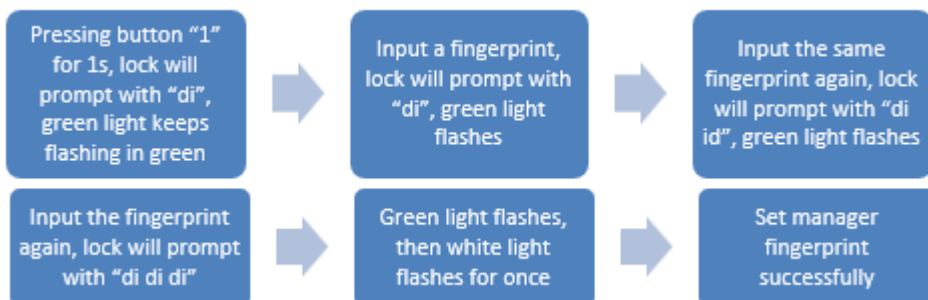 Pressing button “1”
for 1s, lock will
prompt with “di”,
green light keeps
flashing in green
Input a fingerprint,
lock will prompt with
“di”, green light
flashes
Input the same
fingerprint again, lock
will prompt with “di
id”, green light flashes
Input the fingerprint
again, lock will prompt
with “di di di”
Green light flashes,
then white light
flashes for once
Set manager
fingerprint
successfully